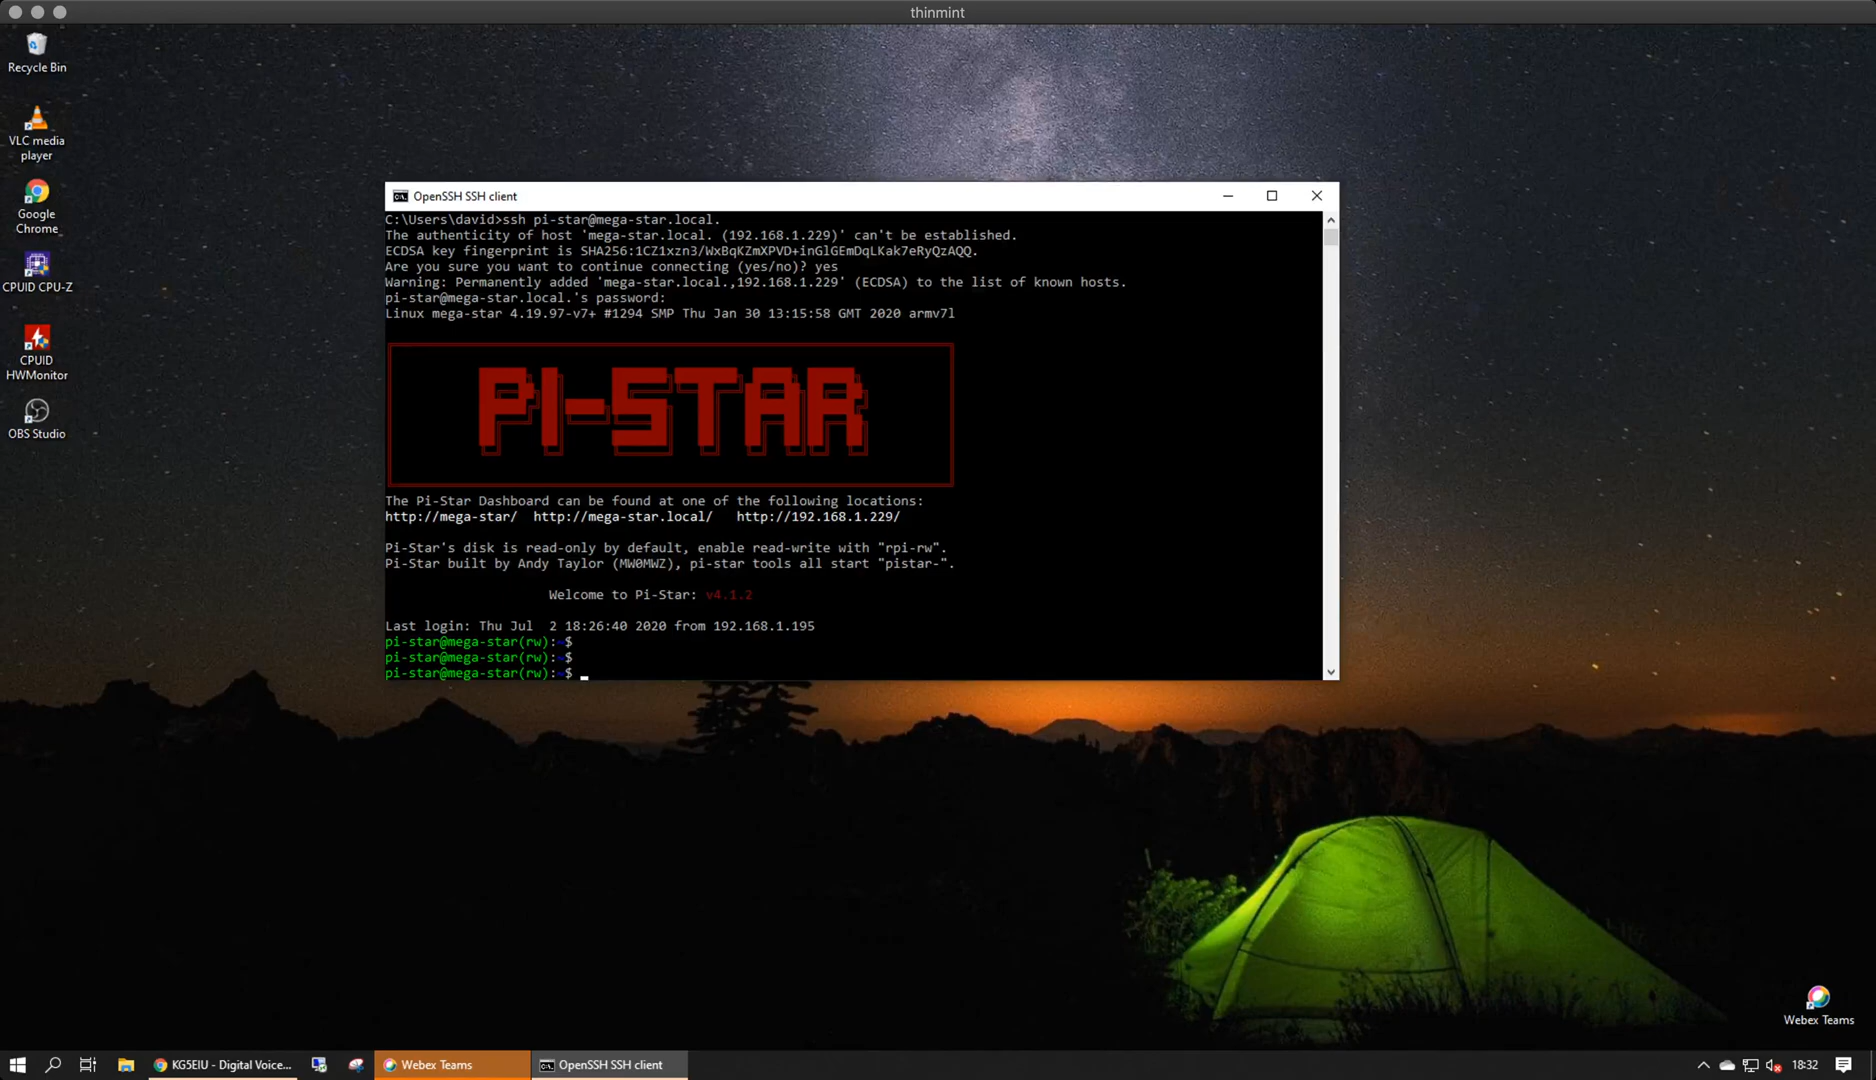 thinmint
Recycle Bin
VLC media
player
Google
Chrome
CPUID CPU-Z
CPUID
HWMonitor
OBS Studio
OpenSSH SSH client
C:\Users\david>ssh pi-star@mega-star.local.
The authenticity of host 'mega-star.local. (192.168.1.229)' can't be established.
ECDSA key fingerprint is SHA256:1CZ1xzn3/WxBqKZmXPVD+inGlGEmDqLKak7eRyQzAQQ.
Are you sure you want to continue connecting (yes/no)? yes
Warning: Permanently added 'mega-star.local.,192.168.1.229' (ECDSA) to the list of known hosts.
pi-star@mega-star.local.'s password:
Linux mega-star 4.19.97-v7+ #1294 SMP Thu Jan 30 13:15:58 GMT 2020 armv7l
PI-STAR
The Pi-Star Dashboard can be found at one of the following locations:
http://mega-star/ http://mega-star.local/ http://192.168.1.229/
Pi-Star's disk is read-only by default, enable read-write with "rpi-rw".
Pi-Star built by Andy Taylor (MW0MWZ), pi-star tools all start "pistar-".
Welcome to Pi-Star: v4.1.2
Last login: Thu Jul  2 18:26:40 2020 from 192.168.1.195
pi-star@mega-star(rw):~$
pi-star@mega-star(rw):~$
pi-star@mega-star(rw):~$
Webex Teams
KG5EIU - Digital Voice...
Webex Teams
OpenSSH SSH client
18:32